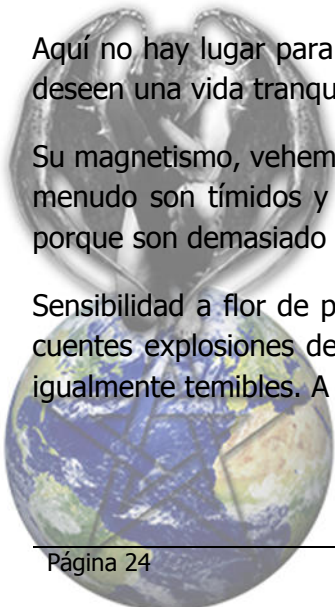 Aquí no hay lugar para
deseen una vida tranqu
Su magnetismo, vehem
menudo son tímidos y
porque son demasiado
Sensibilidad a flor de p
cuentes explosiones de
igualmente temibles. A
Página 24